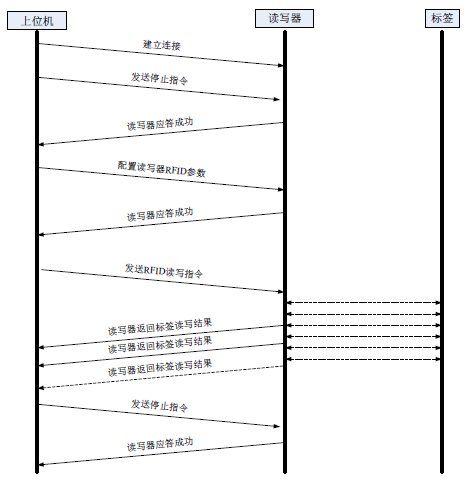 上位机
读写器
标签
建立连接
发送停止指令
读写器应答成功
配置读写器RFID参数
读写器应答成功
发送RFID读写指令
读写器返回标签读写结果
读写器返回标签读写结果
读写器返回标签读写结果
发送停止指令
读写器应答成功